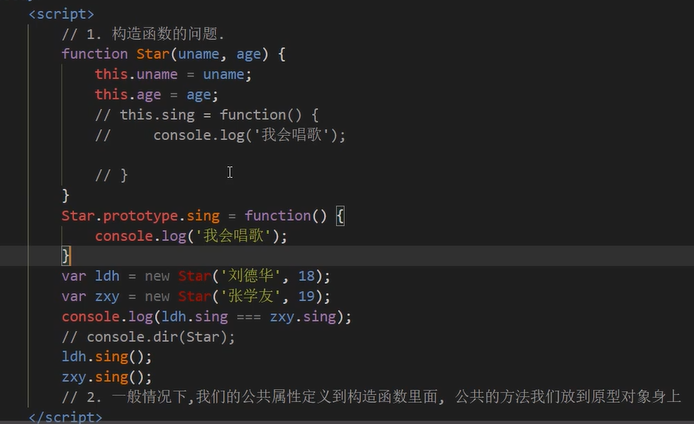 <script>
// 1. 构造函数的问题.
function Star(uname, age) {
this.uname = uname;
this.age = age;
// this.sing = function() {
//     console.log('我会唱歌');
// }
}
Star.prototype.sing = function() {
console.log('我会唱歌');
}
var ldh = new Star('刘德华', 18);
var zxy = new Star('张学友', 19);
console.log(ldh.sing === zxy.sing);
// console.dir(Star);
ldh.sing();
zxy.sing();
// 2. 一般情况下,我们的公共属性定义到构造函数里面, 公共的方法我们放到原型对象身上
</script>